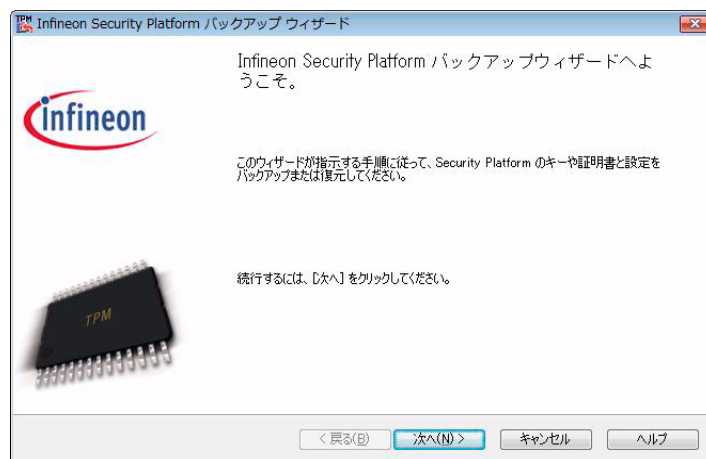 Infineon Security Platform バックアップ ウィザード
Infineon Security Platform バックアップウィザードへよ
うこそ。
infineon
このウィザードが指示する手順に従って、Security Platform のキーや証明書と設定を
バックアップまたは復元してください。
続行するには、[次へ] をクリックしてください。
TPM
< 戻る(B)
次へ(N) >
キャンセル
ヘルプ